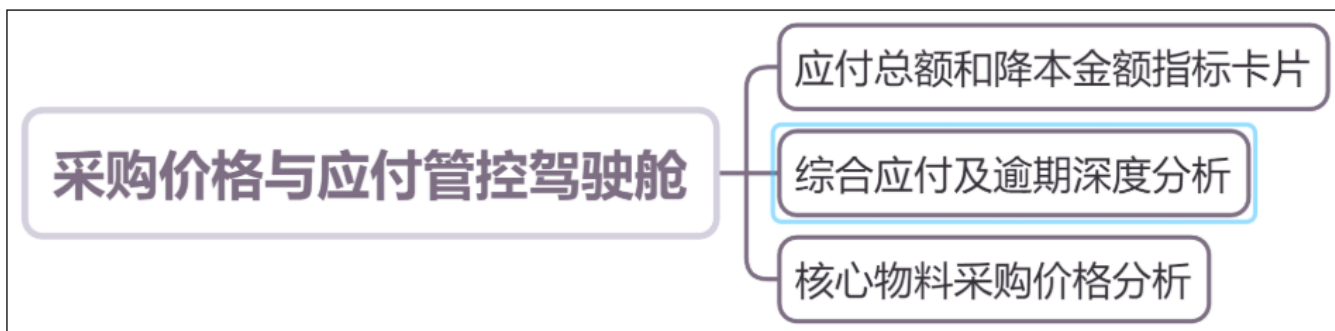 应付总额和降本金额指标卡片
采购价格与应付管控驾驶舱
综合应付及逾期深度分析
核心物料采购价格分析